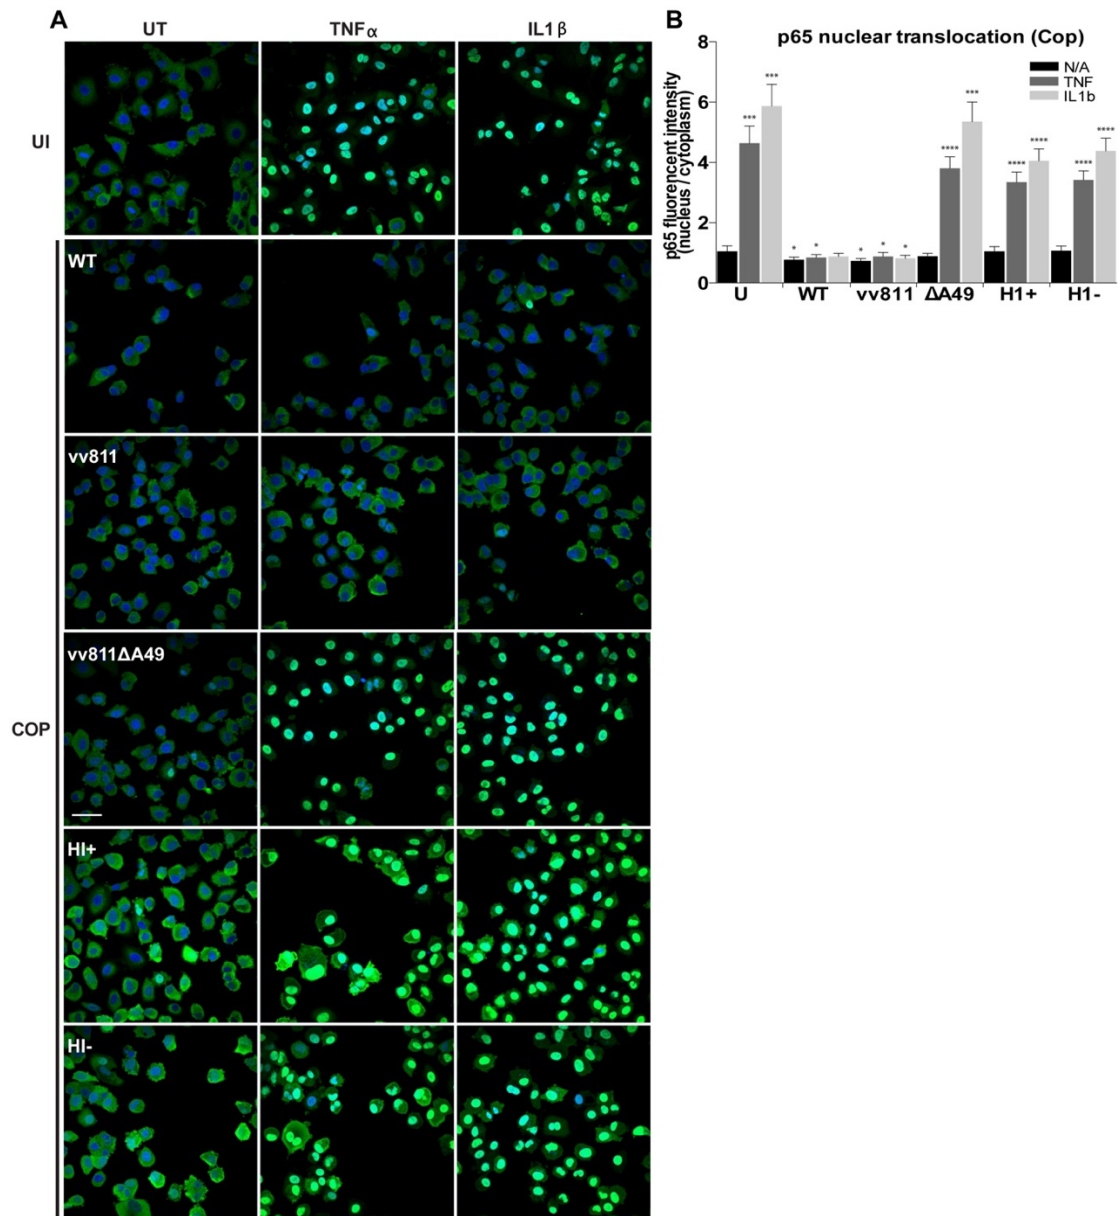 A
UT
TNFα
IL1β
UI
WT
vv811
vv811ΔA49
COP
HI+
HI-
B
p65 nuclear translocation (Cop)
p65 fluorescent intensity
(nucleus / cytoplasm)
8
6
4
2
0
N/A
TNF
IL1b
***
***
*
*
*
*
*
****
***
****
****
****
****
U
WT
vv811
ΔA49
H1+
H1-